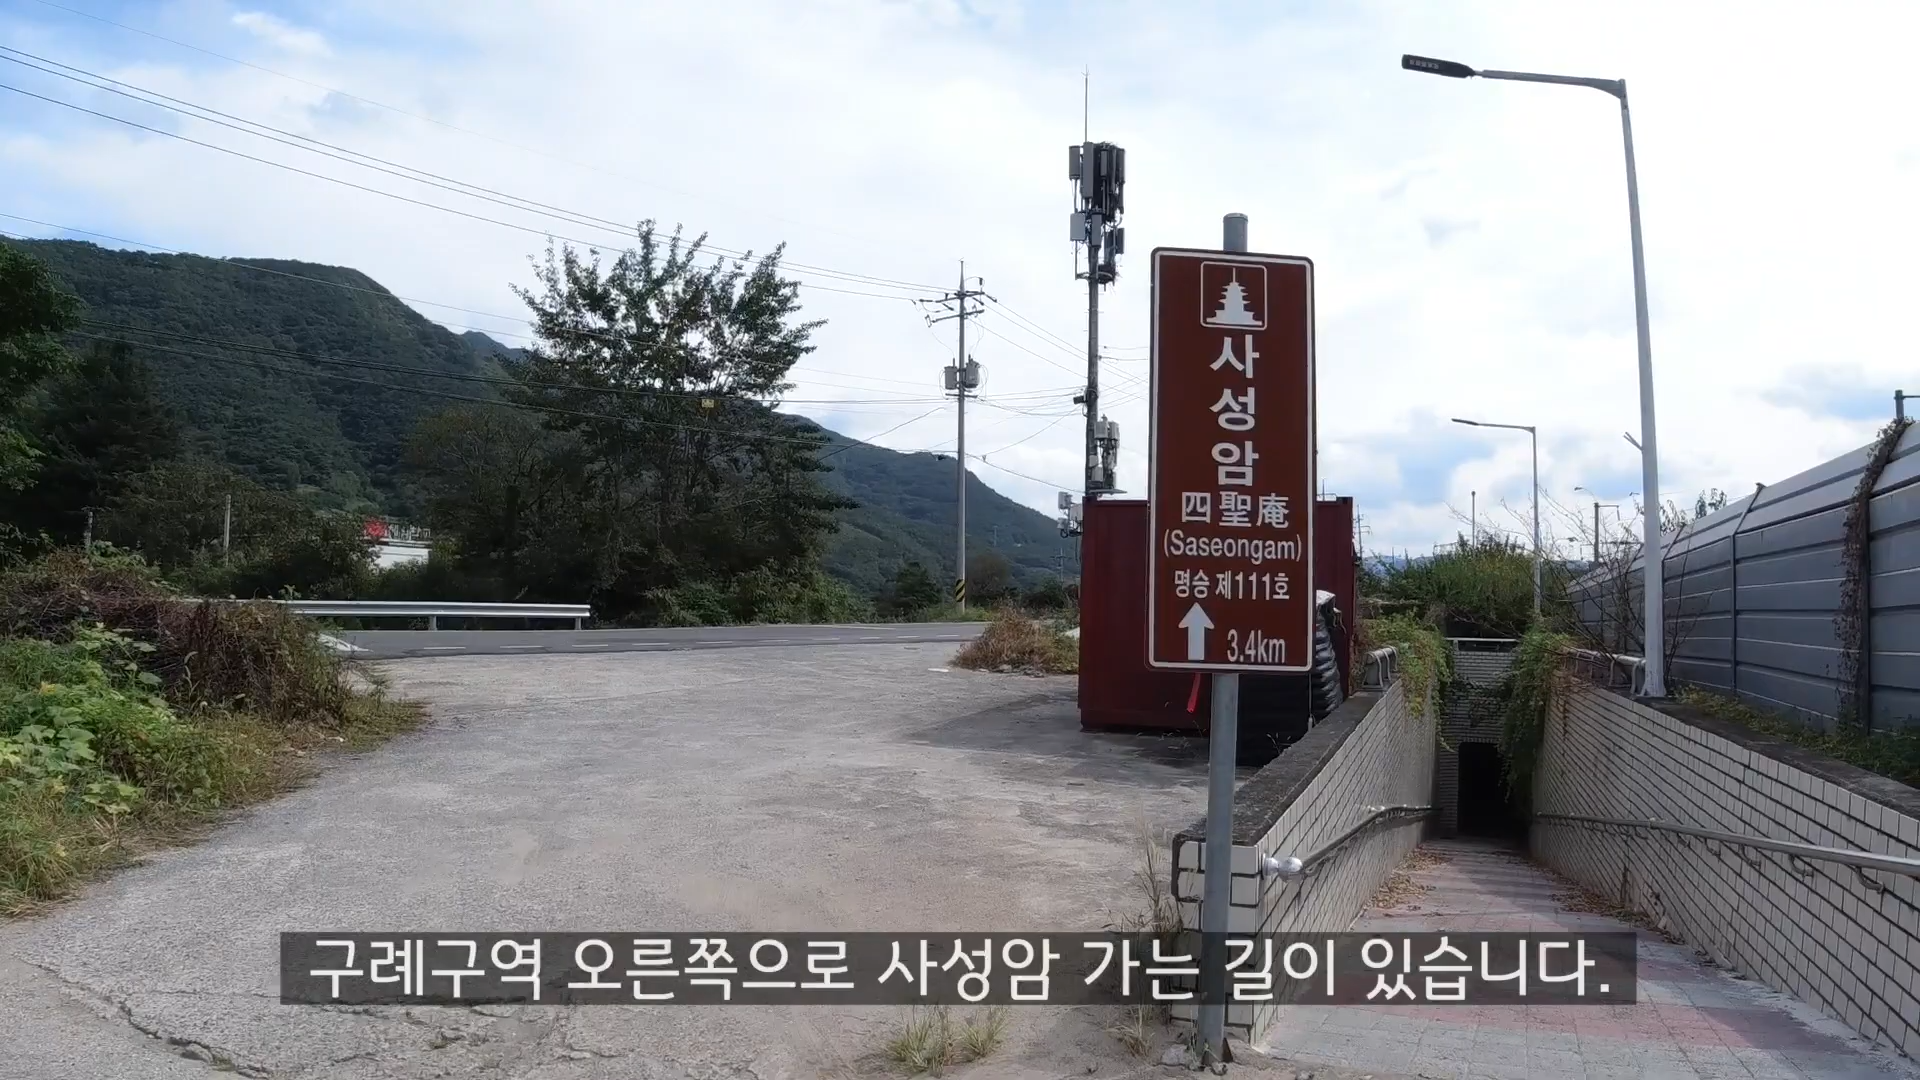 사성암
四聖庵
(Saseongam)
명승 제111호
3.4km
구례구역 오른쪽으로 사성암 가는 길이 있습니다.